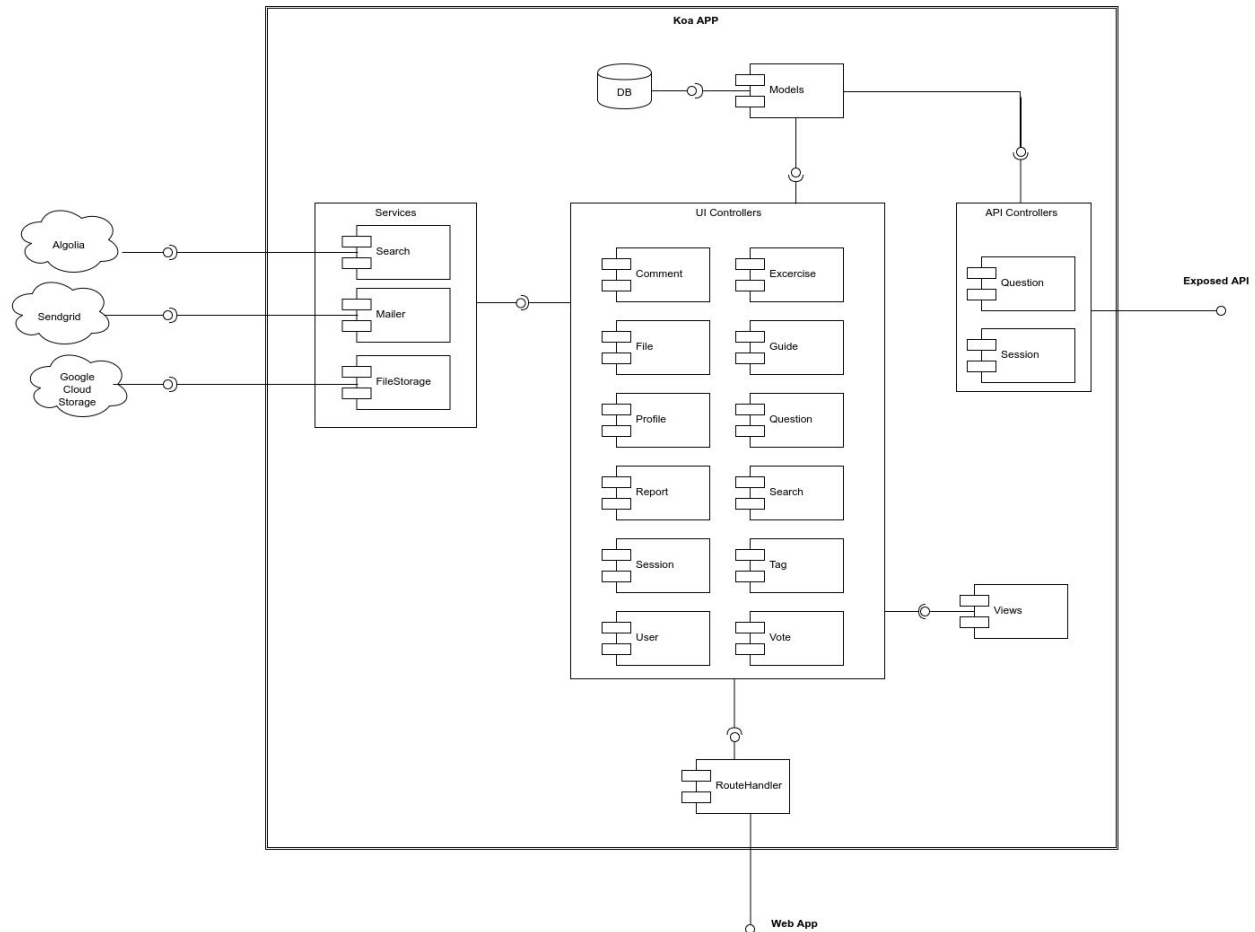 Koa APP
DB
Models
Services
UI Controllers
API Controllers
Algolia
Search
Sendgrid
Mailer
Google
Cloud
Storage
FileStorage
Comment
Excercise
File
Guide
Profile
Question
Report
Search
Session
Tag
User
Vote
Question
Session
Exposed API
Views
RouteHandler
Web App